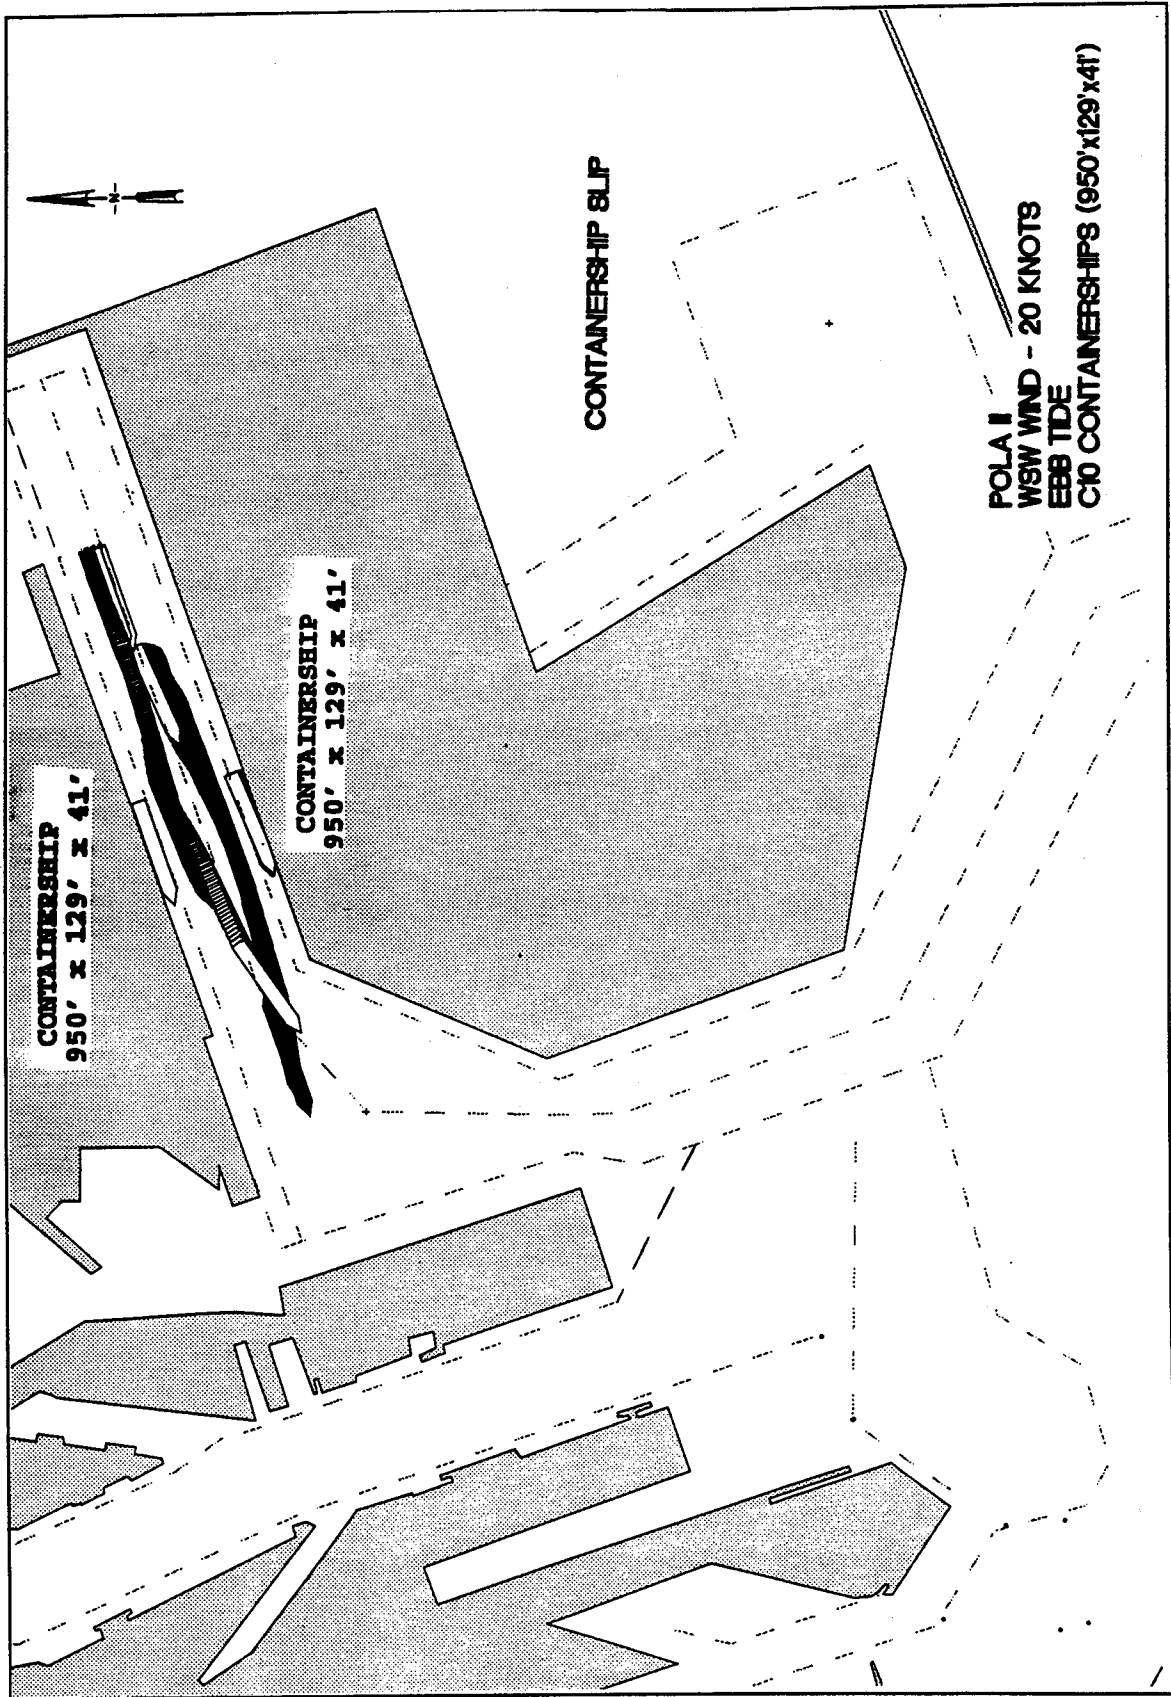 CONTAINERSHIP
950' x 129' x 41'
CONTAINERSHIP
950' x 129' x 41'
N
CONTAINERSHIP SLIP
POLA II
WSW WIND - 20 KNOTS
EBB TIDE
C10 CONTAINERSHIPS (950'x129'x41')